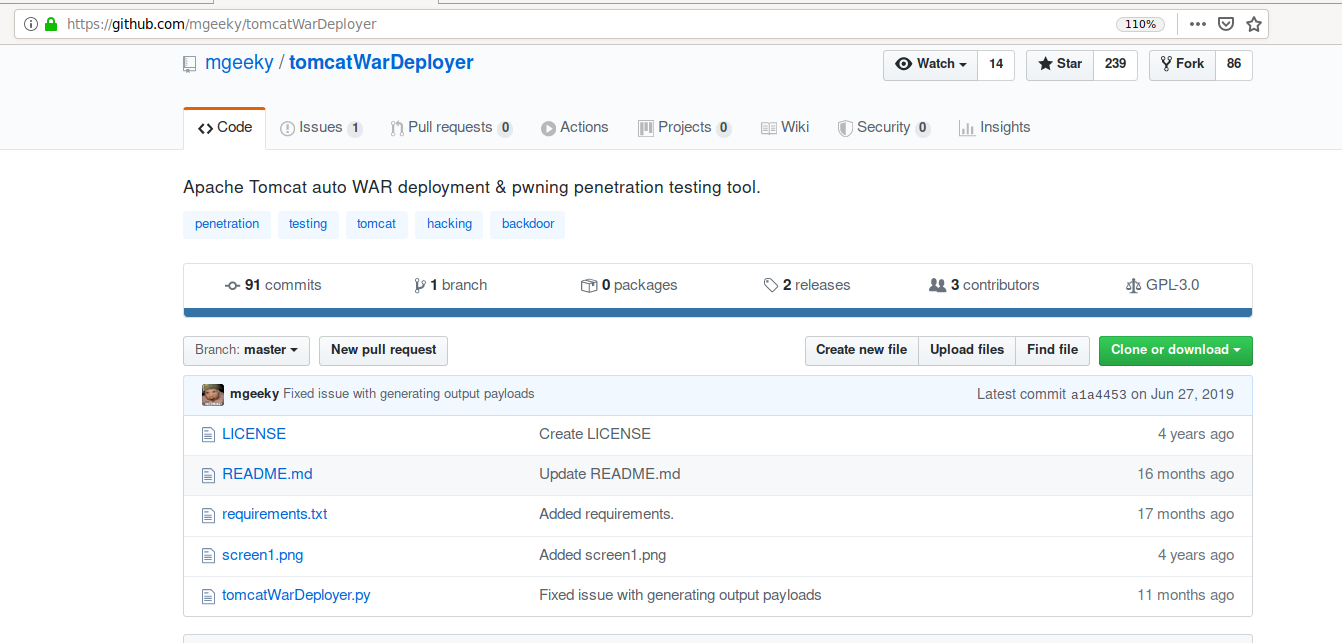 https://github.com/mgeeky/tomcatWarDeployer 110%
mgeeky / tomcatWarDeployer Watch 14 Star 239 Fork 86
Code Issues 1 Pull requests 0 Actions Projects 0 Wiki Security 0 Insights
Apache Tomcat auto WAR deployment & pwning penetration testing tool.
penetration testing tomcat hacking backdoor
91 commits 1 branch 0 packages 2 releases 3 contributors GPL-3.0
Branch: master New pull request Create new file Upload files Find file Clone or download
mgeeky Fixed issue with generating output payloads Latest commit a1a4453 on Jun 27, 2019
LICENSE Create LICENSE 4 years ago
README.md Update README.md 16 months ago
requirements.txt Added requirements. 17 months ago
screen1.png Added screen1.png 4 years ago
tomcatWarDeployer.py Fixed issue with generating output payloads 11 months ago